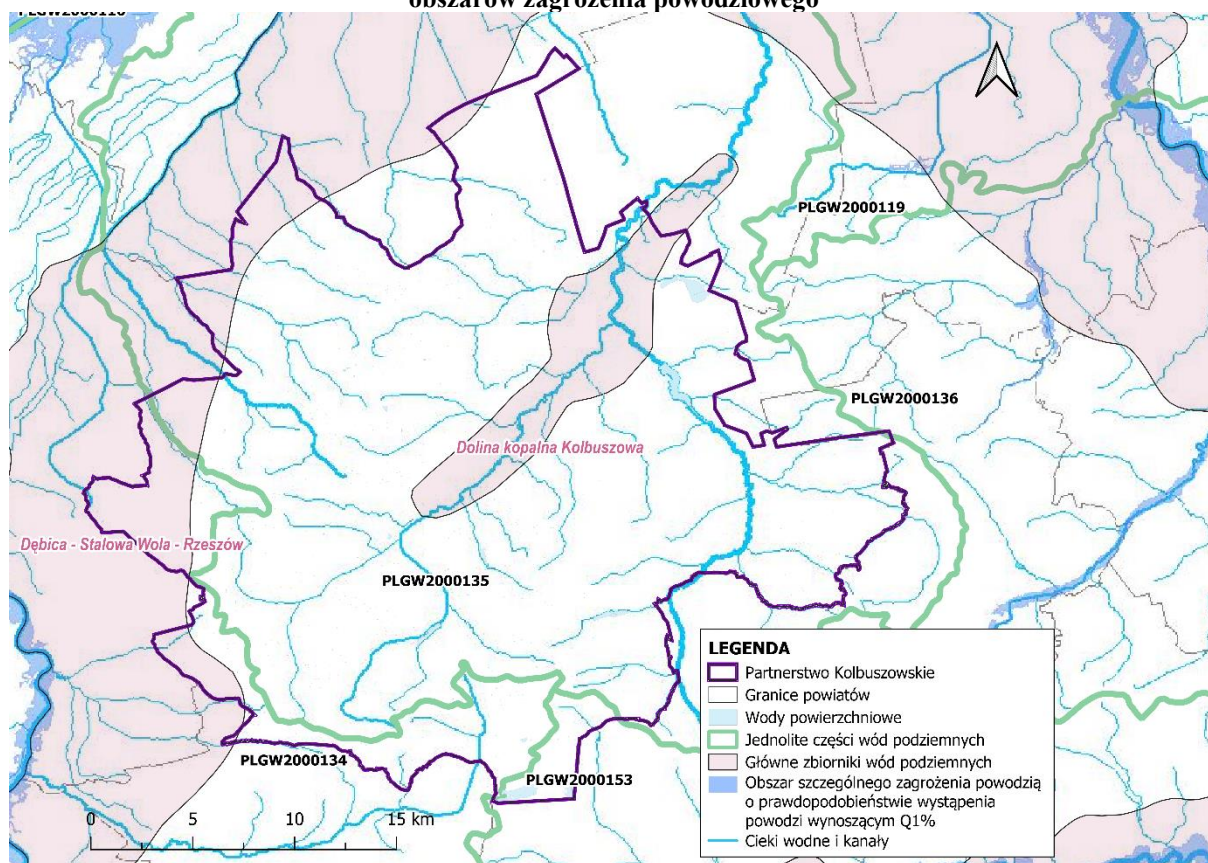 obszarów zagrożenia powodziowego
PLGW2000119
PLGW2000136
Dolina kopalna Kolbuszowa
Dębica - Stalowa Wola - Rzeszów
PLGW2000135
PLGW2000134
PLGW2000153
0 5 10 15 km
LEGENDA
Partnerstwo Kolbuszowskie
Granice powiatów
Wody powierzchniowe
Jednolite części wód podziemnych
Główne zbiorniki wód podziemnych
Obszar szczególnego zagrożenia powodzią
o prawdopodobieństwie wystąpenia
powodzi wynoszącym Q1%
Cieki wodne i kanały